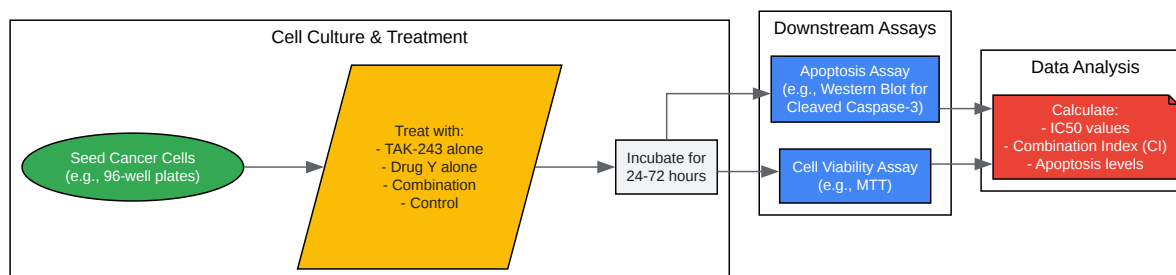 Cell Culture & Treatment
Seed Cancer Cells
(e.g., 96-well plates)
Treat with:
- TAK-243 alone
- Drug Y alone
- Combination
- Control
Incubate for
24-72 hours
Downstream Assays
Apoptosis Assay
(e.g., Western Blot for
Cleaved Caspase-3)
Cell Viability Assay
(e.g., MTT)
Data Analysis
Calculate:
- IC50 values
- Combination Index (CI)
- Apoptosis levels